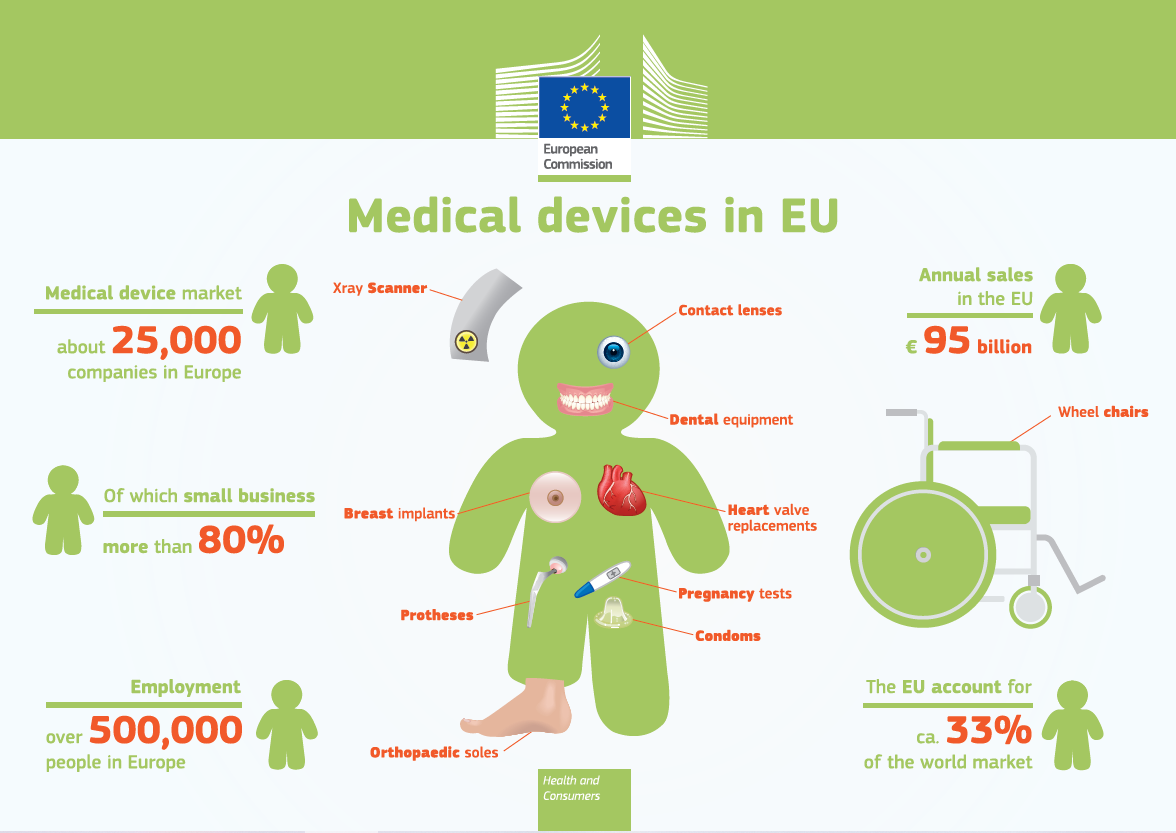 European
Commission
Medical devices in EU
Medical device market
about 25,000
companies in Europe
Of which small business
more than 80%
Employment
over 500,000
people in Europe
Xray Scanner
Contact lenses
Dental equipment
Breast implants
Heart valve
replacements
Protheses
Pregnancy tests
Condoms
Orthopaedic soles
Annual sales
in the EU
€ 95 billion
Wheel chairs
The EU account for
ca. 33%
of the world market
Health and
Consumers